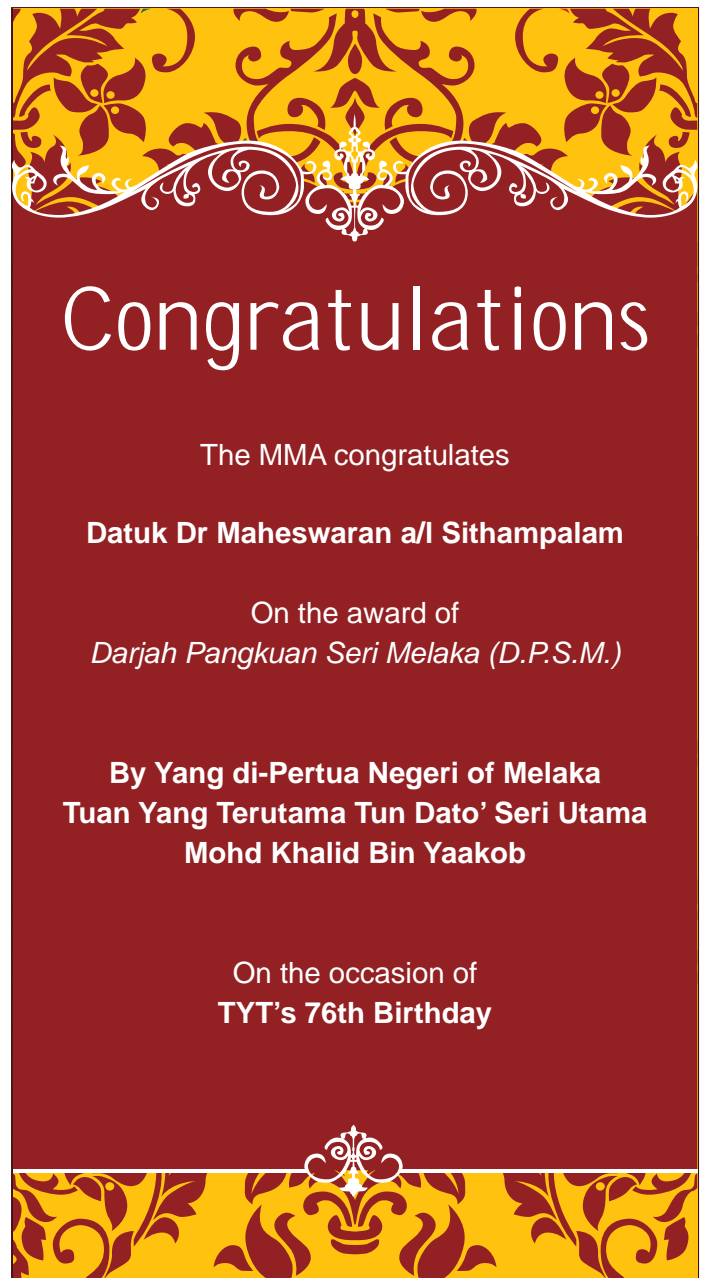 Congratulations
The MMA congratulates
Datuk Dr Maheswaran a/l Sithampalam
On the award of
Darjah Pangkuan Seri Melaka (D.P.S.M.)
By Yang di-Pertua Negeri of Melaka
Tuan Yang Terutama Tun Dato’ Seri Utama
Mohd Khalid Bin Yaakob
On the occasion of
TYT’s 76th Birthday